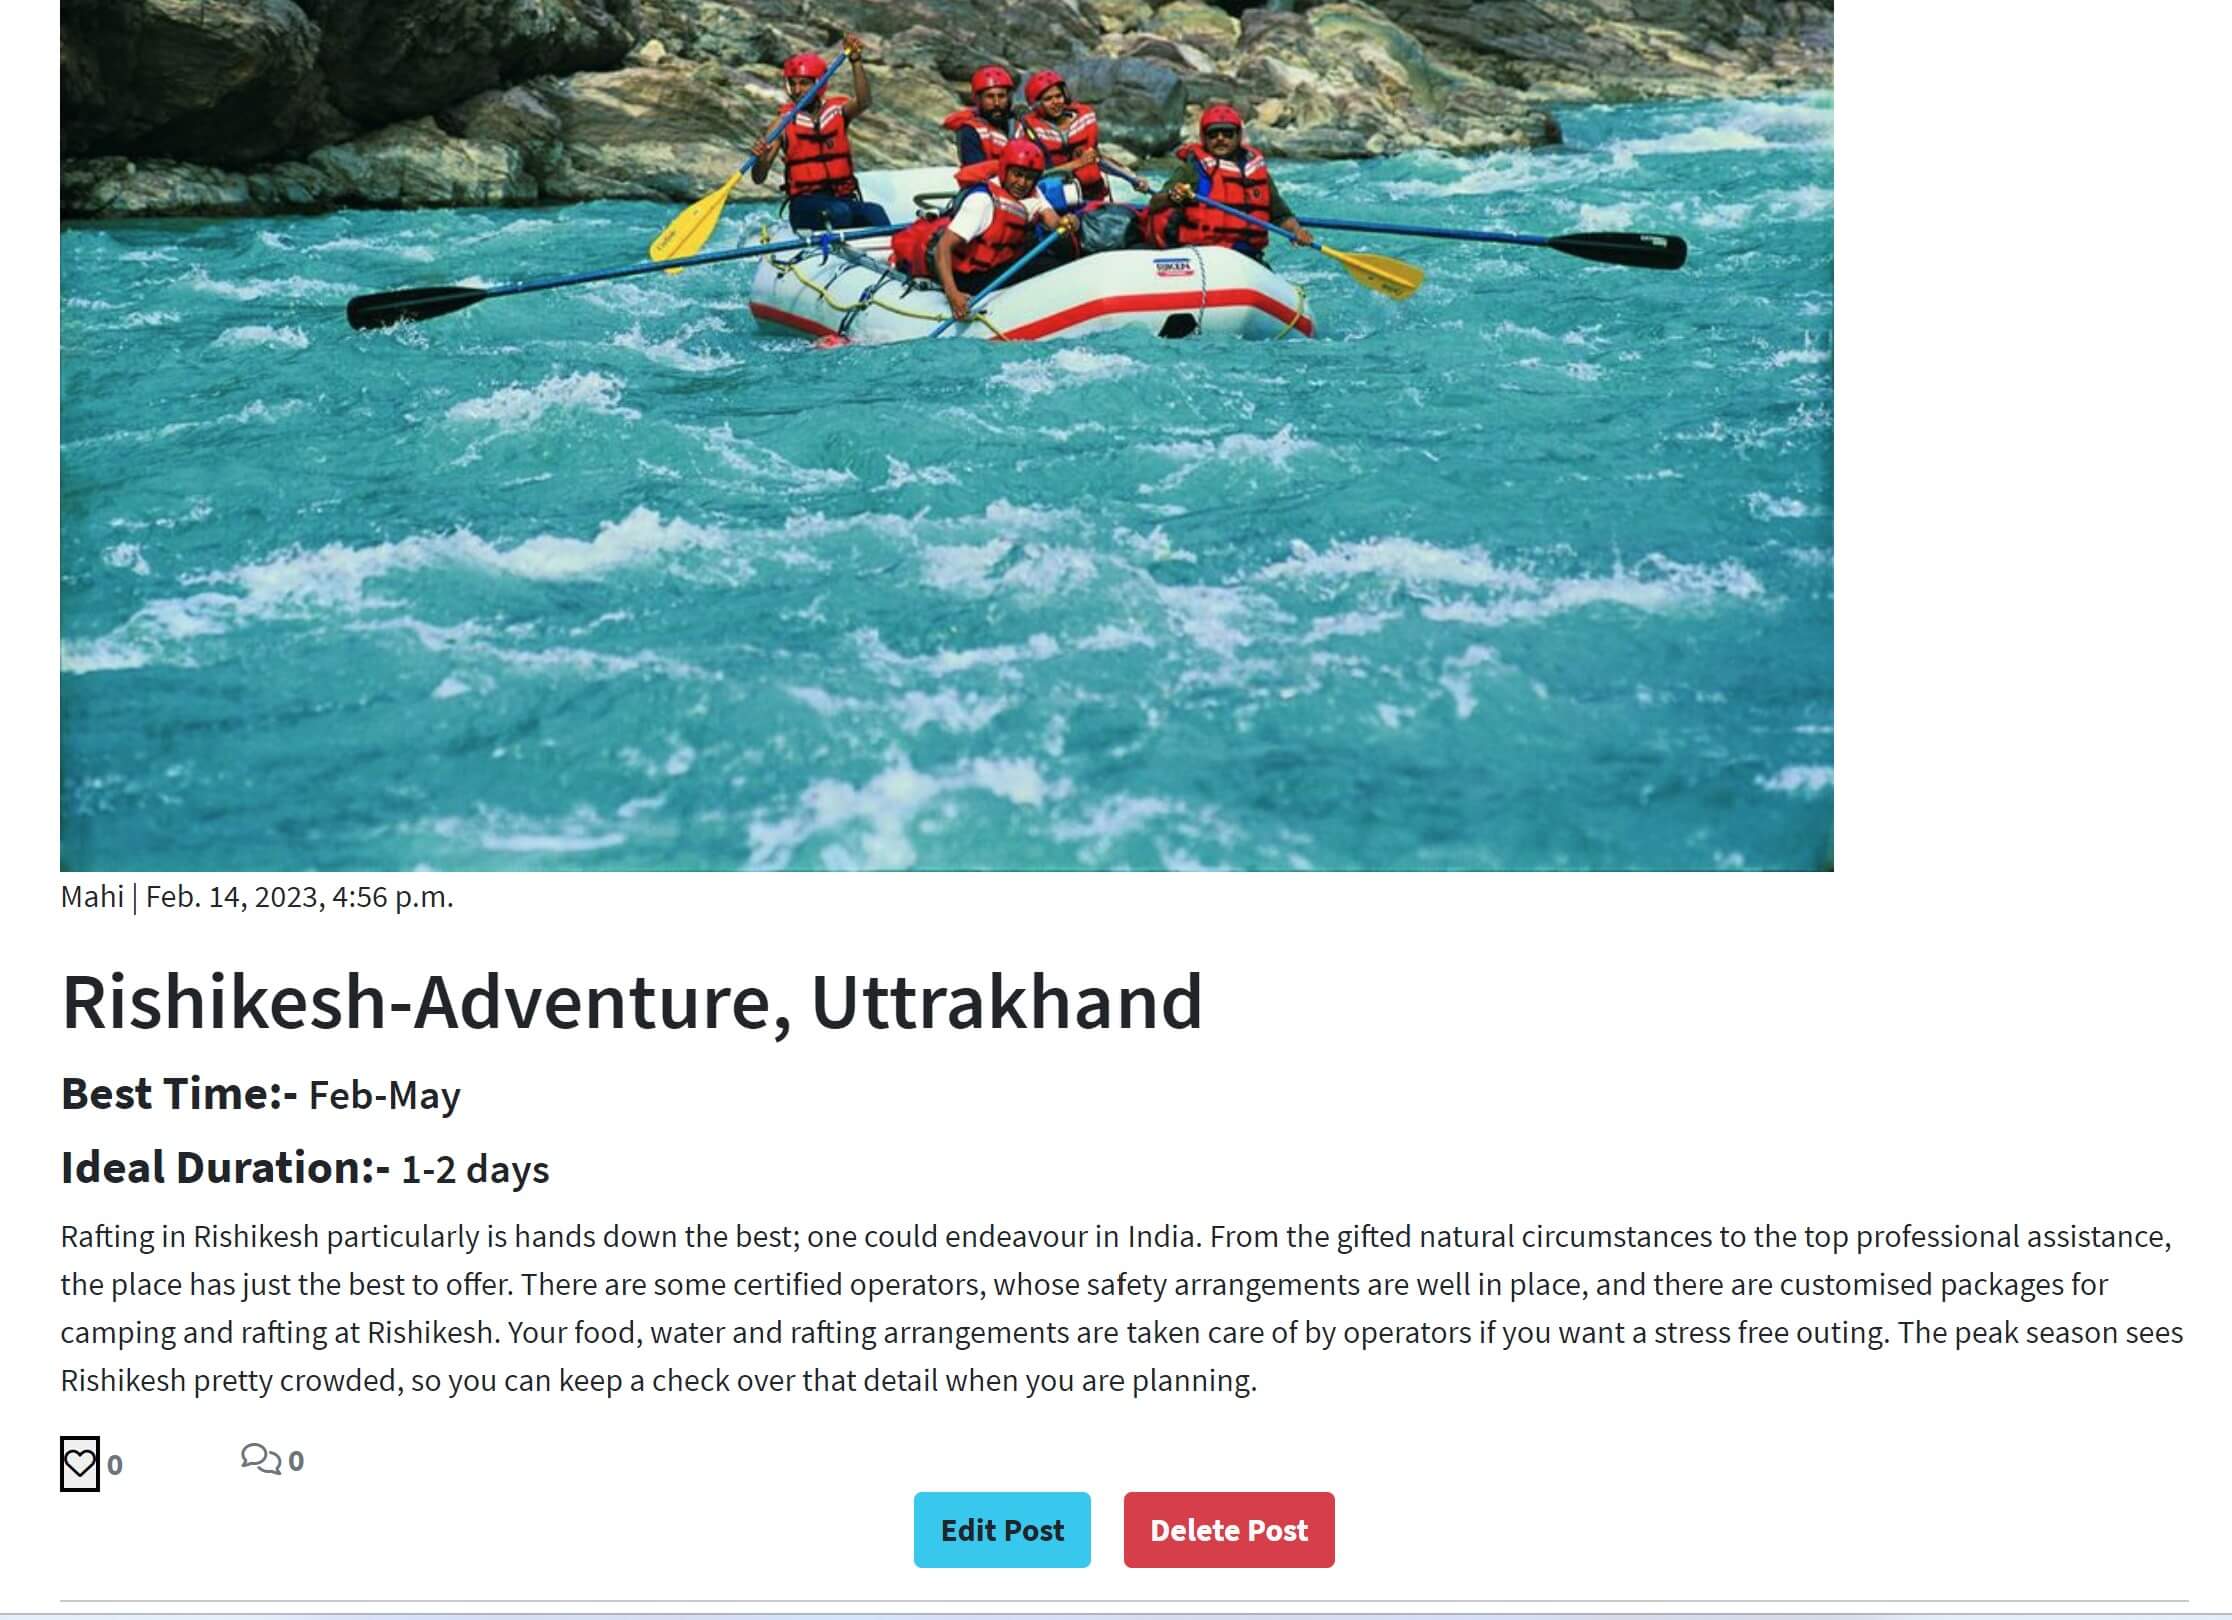 Mahi | Feb. 14, 2023, 4:56 p.m.
Rishikesh-Adventure, Uttrakhand
Best Time:- Feb-May
Ideal Duration:- 1-2 days
Rafting in Rishikesh particularly is hands down the best; one could endeavour in India. From the gifted natural circumstances to the top professional assistance,
the place has just the best to offer. There are some certified operators, whose safety arrangements are well in place, and there are customised packages for
camping and rafting at Rishikesh. Your food, water and rafting arrangements are taken care of by operators if you want a stress free outing. The peak season sees
Rishikesh pretty crowded, so you can keep a check over that detail when you are planning.
0 0
Edit Post Delete Post